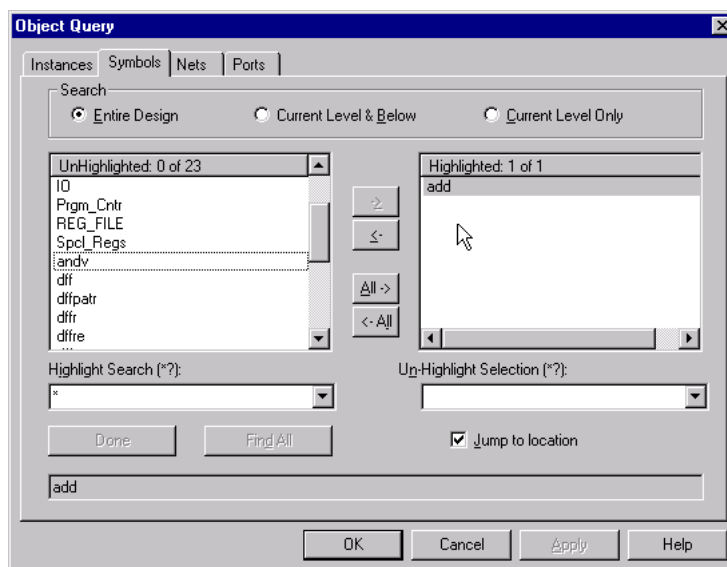 Object Query
Instances Symbols Nets Ports
Search
Entire Design Current Level & Below Current Level Only
UnHighlighted: 0 of 23
IO
Prgm_Cntr
REG_FILE
Spcl_Regs
andv
dff
dffpatr
dffr
dffre
->
<-
All ->
<- All
Highlighted: 1 of 1
add
Highlight Search (*?):
*
Un-Highlight Selection (*?):
Done Find All
Jump to location
add
OK Cancel Apply Help